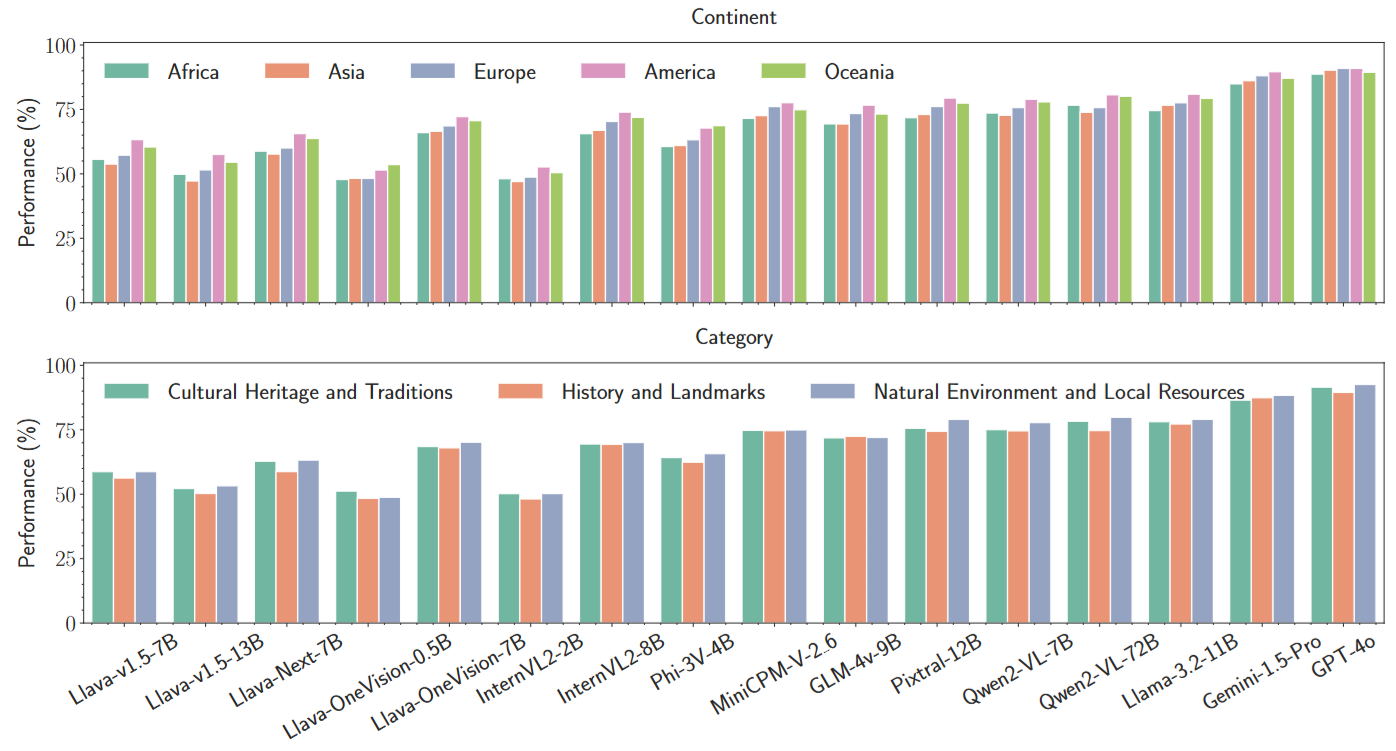 Continent
100
75
50
25
0
Performance (%)
Africa Asia Europe America Oceania
Category
100
75
50
25
0
Performance (%)
Cultural Heritage and Traditions History and Landmarks Natural Environment and Local Resources
Llava-v1.5-7B
Llava-v1.5-13B
Llava-Next-7B
Llava-OneVision-0.5B
Llava-OneVision-7B
InternVL2-2B
InternVL2-8B
Phi-3V-4B
MiniCPM-V-2.6
GLM-4v-9B
Pixtral-12B
Qwen2-VL-7B
Qwen2-VL-72B
Llama-3.2-11B
Gemini-1.5-Pro
GPT-4o